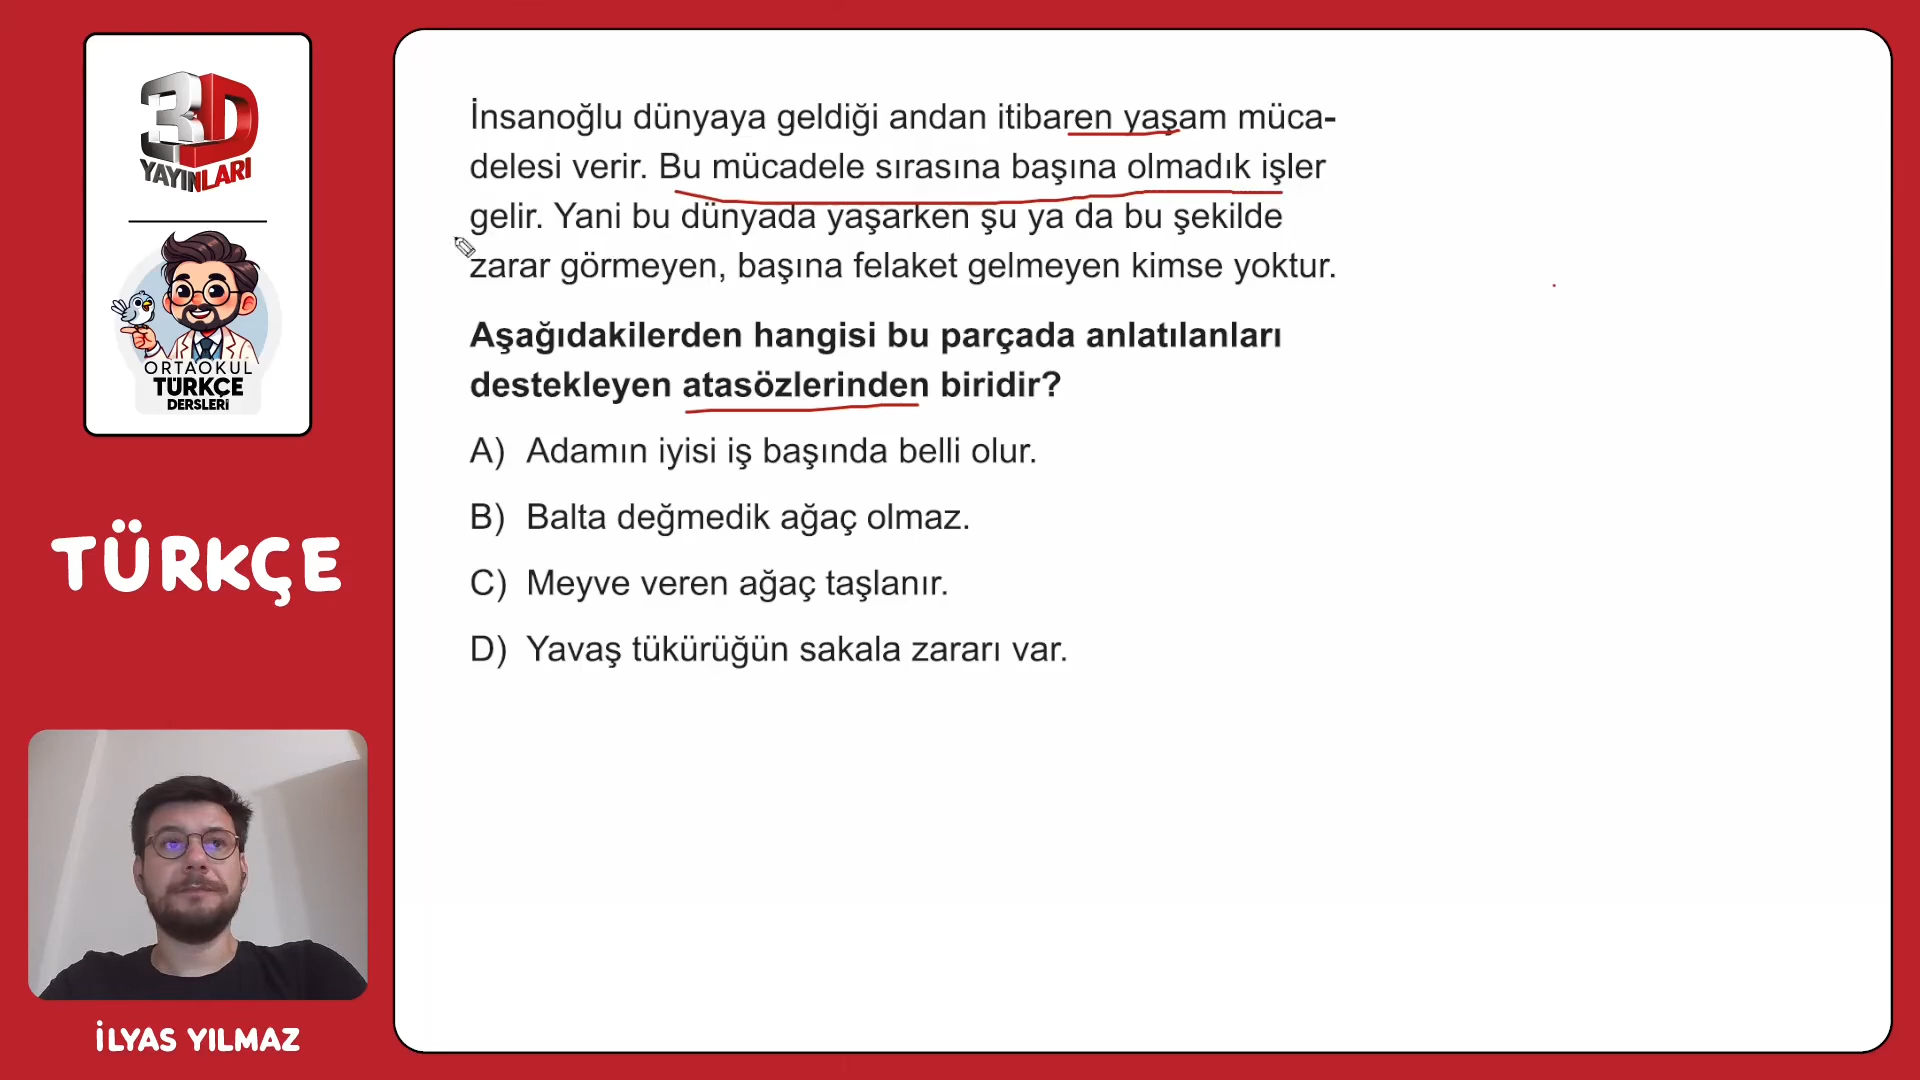 3D
YAYINLARI
ORTAOKUL
TÜRKÇE
DERSLERİ
TÜRKÇE
İLYAS YILMAZ
İnsanoğlu dünyaya geldiği andan itibaren yaşam müca-
delesi verir. Bu mücadele sırasına başına olmadık işler
gelir. Yani bu dünyada yaşarken şu ya da bu şekilde
zarar görmeyen, başına felaket gelmeyen kimse yoktur.
Aşağıdakilerden hangisi bu parçada anlatılanları
destekleyen atasözlerinden biridir?
A) Adamın iyisi iş başında belli olur.
B) Balta değmedik ağaç olmaz.
C) Meyve veren ağaç taşlanır.
D) Yavaş tükürüğün sakala zararı var.